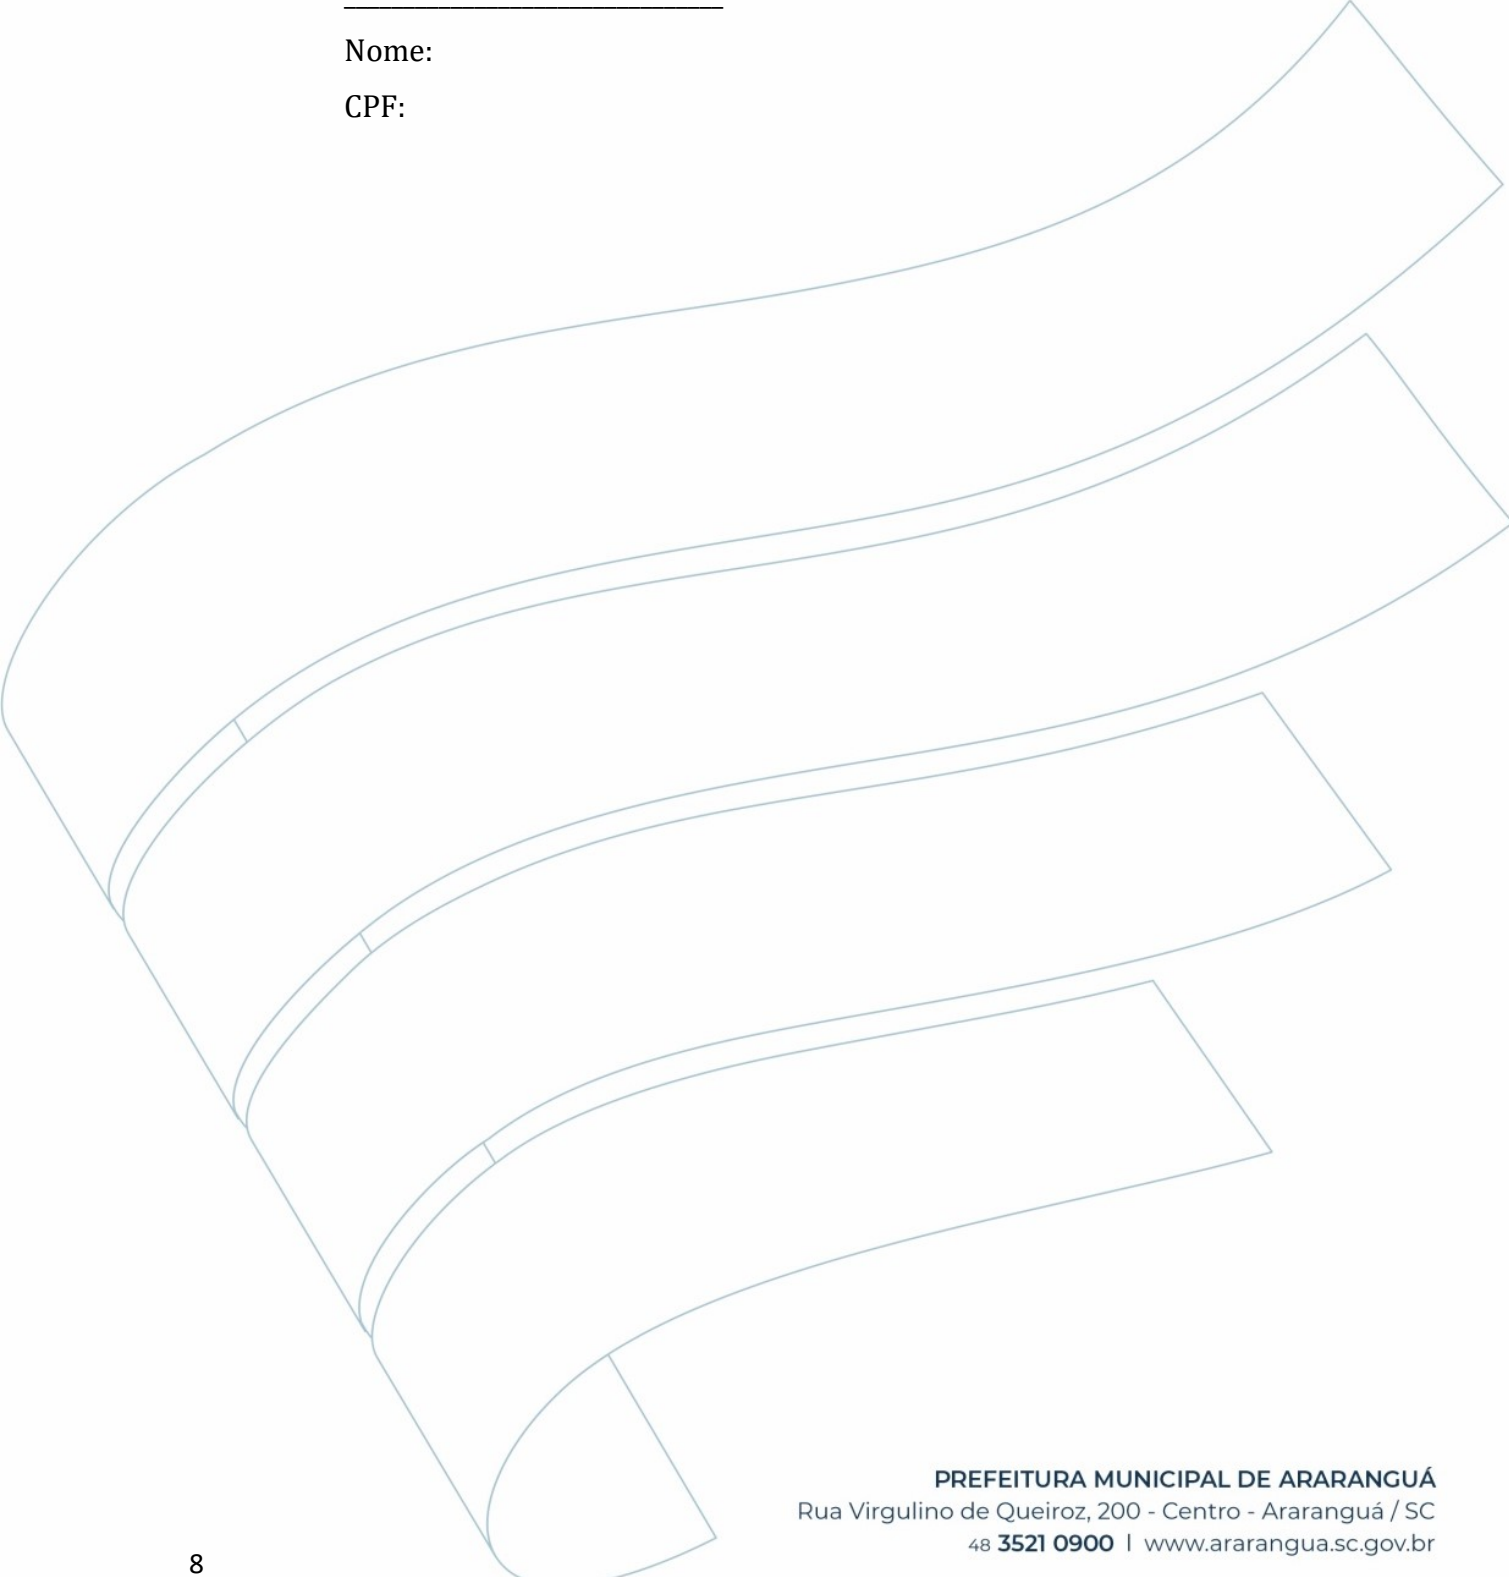 ______________________________
Nome:
CPF:
PREFEITURA MUNICIPAL DE ARARANGUÁ
Rua Virgulino de Queiroz, 200 - Centro - Araranguá / SC
48 3521 0900 | www.ararangua.sc.gov.br
8